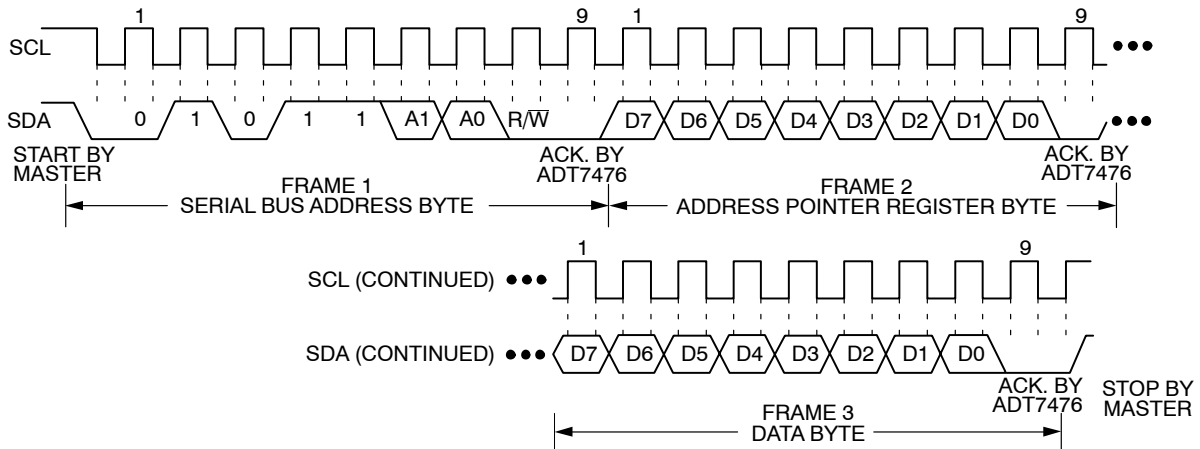 1 9 1 9
SCL
SDA 0 1 0 1 1 A1 A0 R/W̅ D7 D6 D5 D4 D3 D2 D1 D0
START BY MASTER
ACK. BY ADT7476
ACK. BY ADT7476
FRAME 1
SERIAL BUS ADDRESS BYTE
FRAME 2
ADDRESS POINTER REGISTER BYTE
1 9
SCL (CONTINUED)
SDA (CONTINUED) D7 D6 D5 D4 D3 D2 D1 D0
ACK. BY ADT7476
STOP BY MASTER
FRAME 3
DATA BYTE